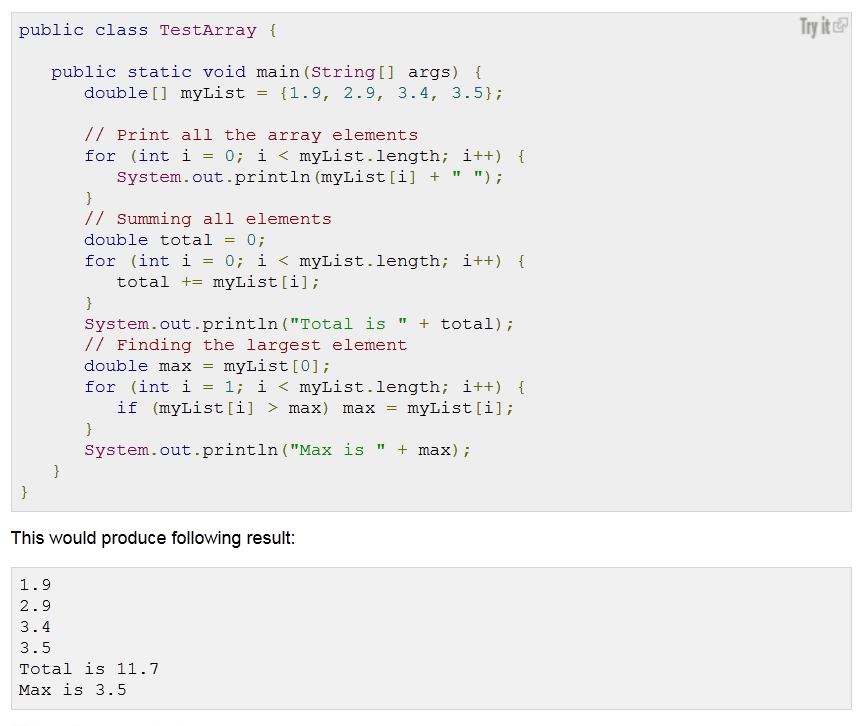 public class TestArray {
Try it
   public static void main(String[] args) {
      double[] myList = {1.9, 2.9, 3.4, 3.5};

      // Print all the array elements
      for (int i = 0; i < myList.length; i++) {
         System.out.println(myList[i] + " ");
      }
      // Summing all elements
      double total = 0;
      for (int i = 0; i < myList.length; i++) {
         total += myList[i];
      }
      System.out.println("Total is " + total);
      // Finding the largest element
      double max = myList[0];
      for (int i = 1; i < myList.length; i++) {
         if (myList[i] > max) max = myList[i];
      }
      System.out.println("Max is " + max);
   }
}
This would produce following result:
1.9
2.9
3.4
3.5
Total is 11.7
Max is 3.5